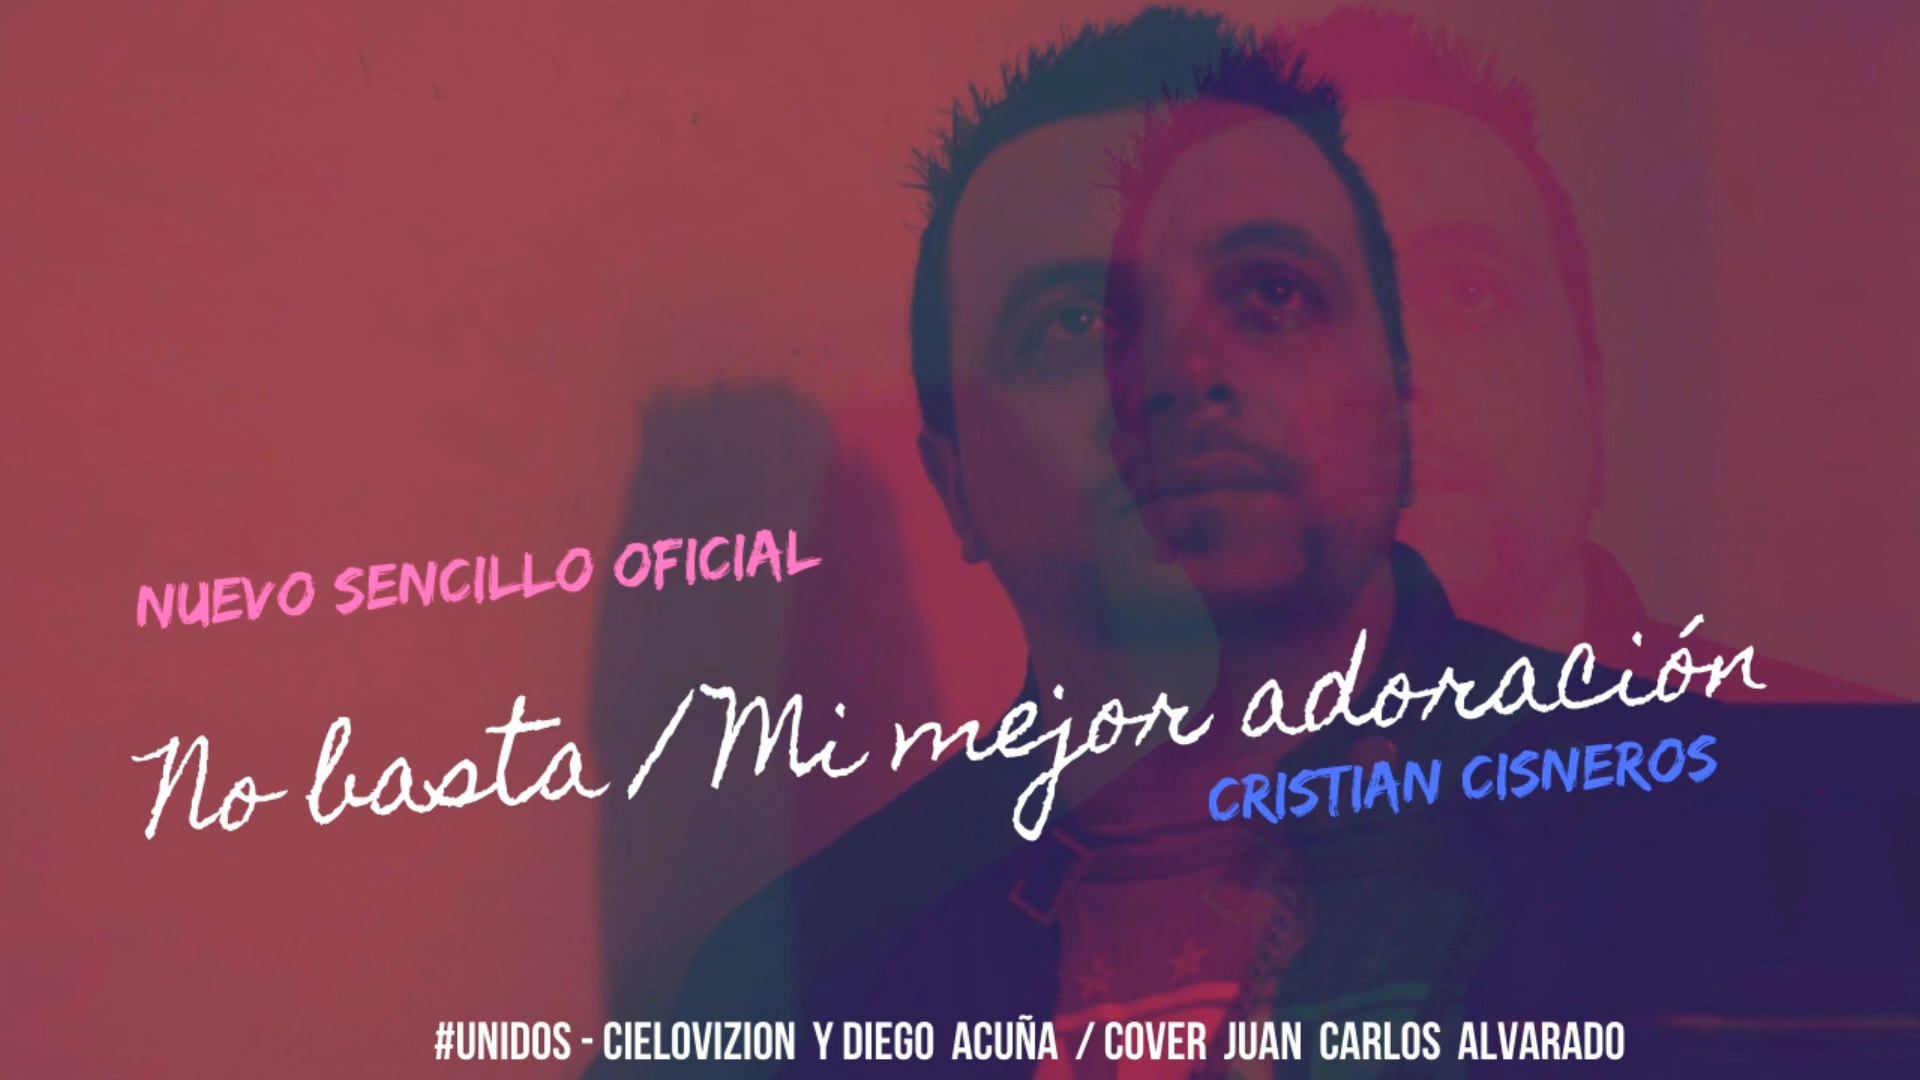 NUEVO SENCILLO OFICIAL
No basta / Mi mejor adoración
CRISTIAN CISNEROS
#UNIDOS - CIELOVIZION Y DIEGO ACUÑA / COVER JUAN CARLOS ALVARADO